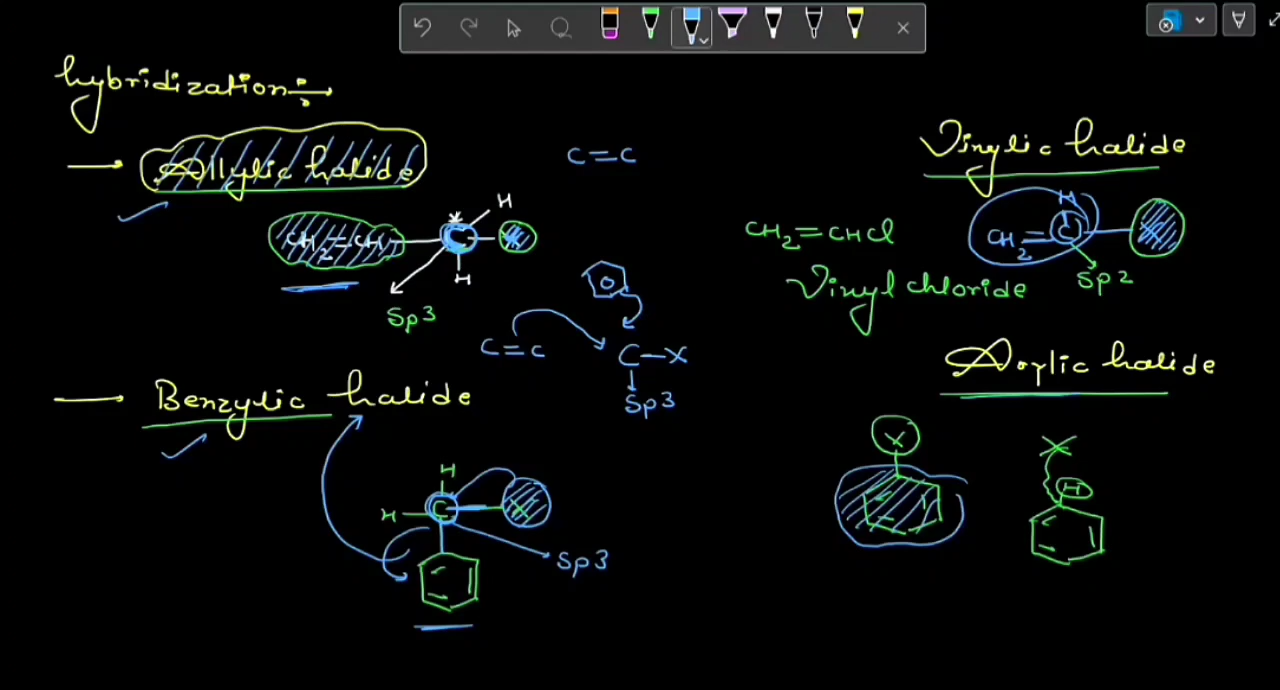 hybridization:→
→ Allylic halide
C=C
Vinylic halide
CH2=CH-C-X
H
H
Sp3
CH2=CHCl
Vinyl chloride
CH2=C-X
H
Sp2
C=C
C-X
Sp3
→ Benzylic halide
H
H-C-X
Sp3
Arylic halide
X
X
H